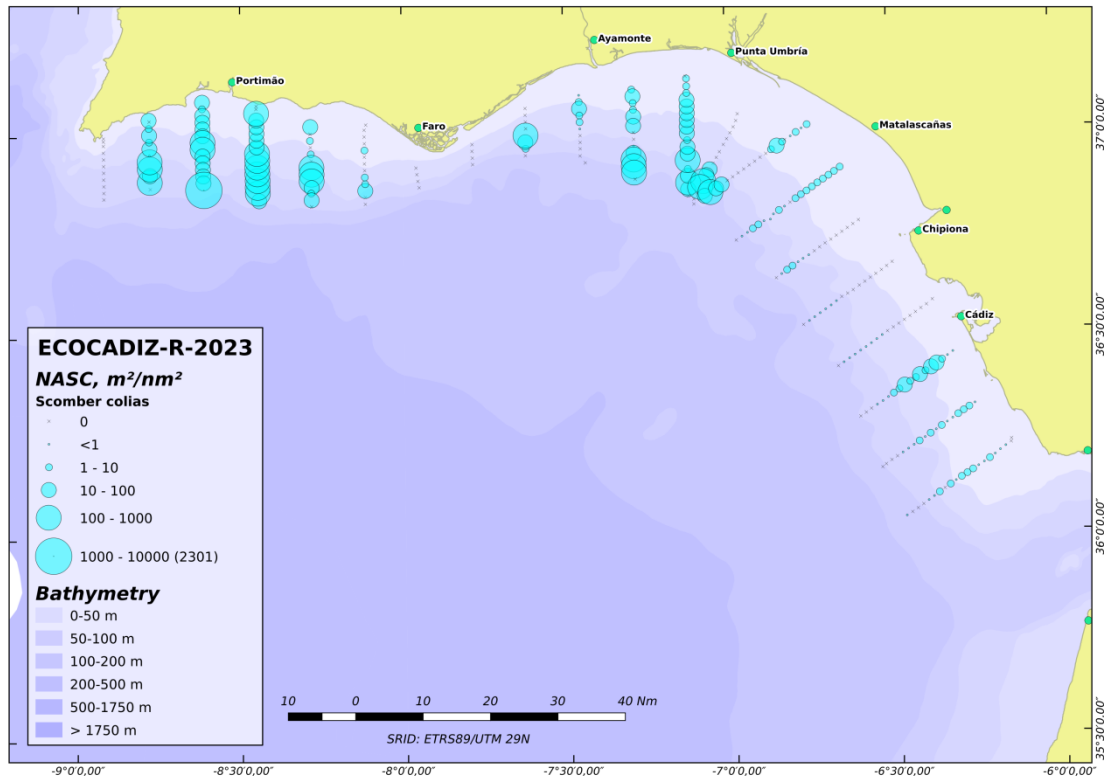 Ayamonte
Punta Umbría
Portimão
Faro
Matalascañas
Chipiona
Cádiz
37°0'0.00"
36°30'0.00"
36°0'0.00"
35°30'0.00"
ECOCADIZ-R-2023
NASC, m²/nm²
Scomber colias
0
<1
1 - 10
10 - 100
100 - 1000
1000 - 10000 (2301)
Bathymetry
0-50 m
50-100 m
100-200 m
200-500 m
500-1750 m
> 1750 m
10 0 10 20 30 40 Nm
SRID: ETRS89/UTM 29N
-9°0'0.00" -8°30'0.00" -8°0'0.00" -7°30'0.00" -7°0'0.00" -6°30'0.00" -6°0'0.00"